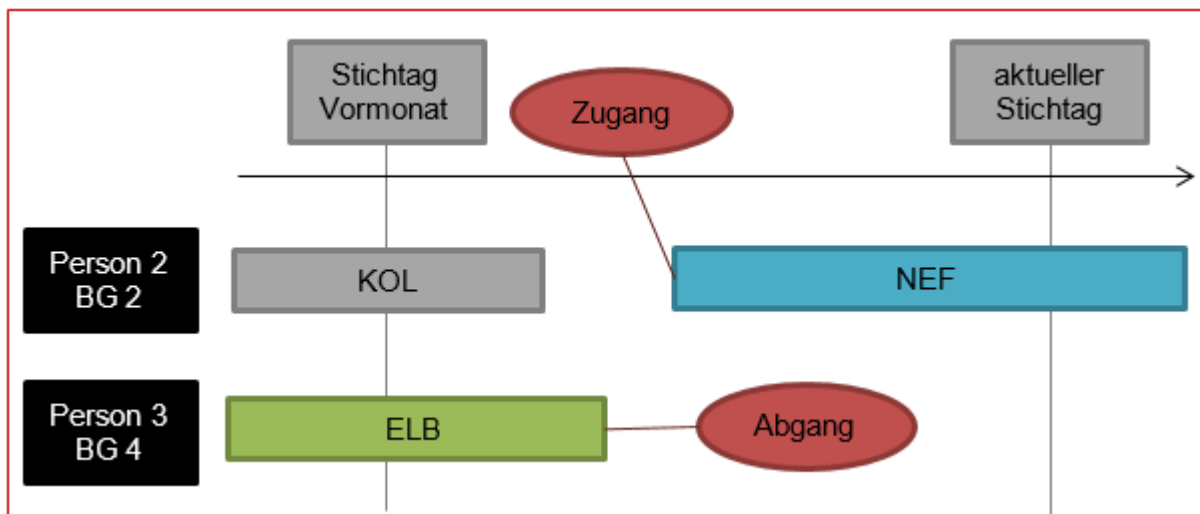 Stichtag
Vormonat
Zugang
aktueller
Stichtag
Person 2
BG 2
KOL
NEF
Person 3
BG 4
ELB
Abgang